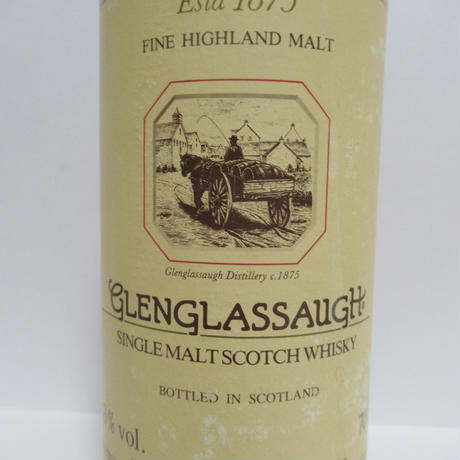 Estd 1875
FINE HIGHLAND MALT
Glenglassaugh Distillery c.1875
GLENGLASSAUGH
SINGLE MALT SCOTCH WHISKY
BOTTLED IN SCOTLAND
% vol.